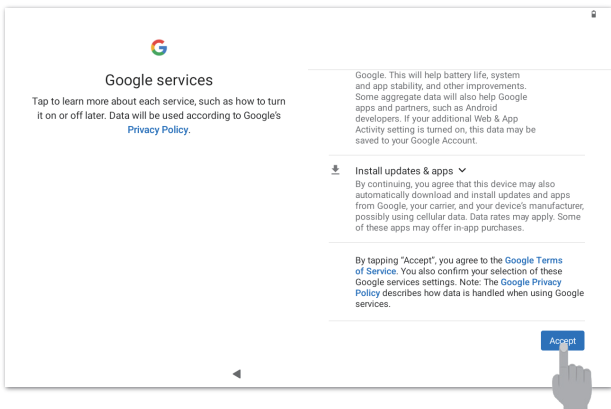 Google services
Tap to learn more about each service, such as how to turn
it on or off later. Data will be used according to Google's
Privacy Policy.
Google. This will help battery life, system
and app stability, and other improvements.
Some aggregate data will also help Google
apps and partners, such as Android
developers. If your additional Web & App
Activity setting is turned on, this data may be
saved to your Google Account.
Install updates & apps
By continuing, you agree that this device may also
automatically download and install updates and apps
from Google, your carrier, and your device's manufacturer,
possibly using cellular data. Data rates may apply. Some
of these apps may offer in-app purchases.
By tapping “Accept”, you agree to the Google Terms
of Service. You also confirm your selection of these
Google services settings. Note: The Google Privacy
Policy describes how data is handled when using Google
services.
Accept